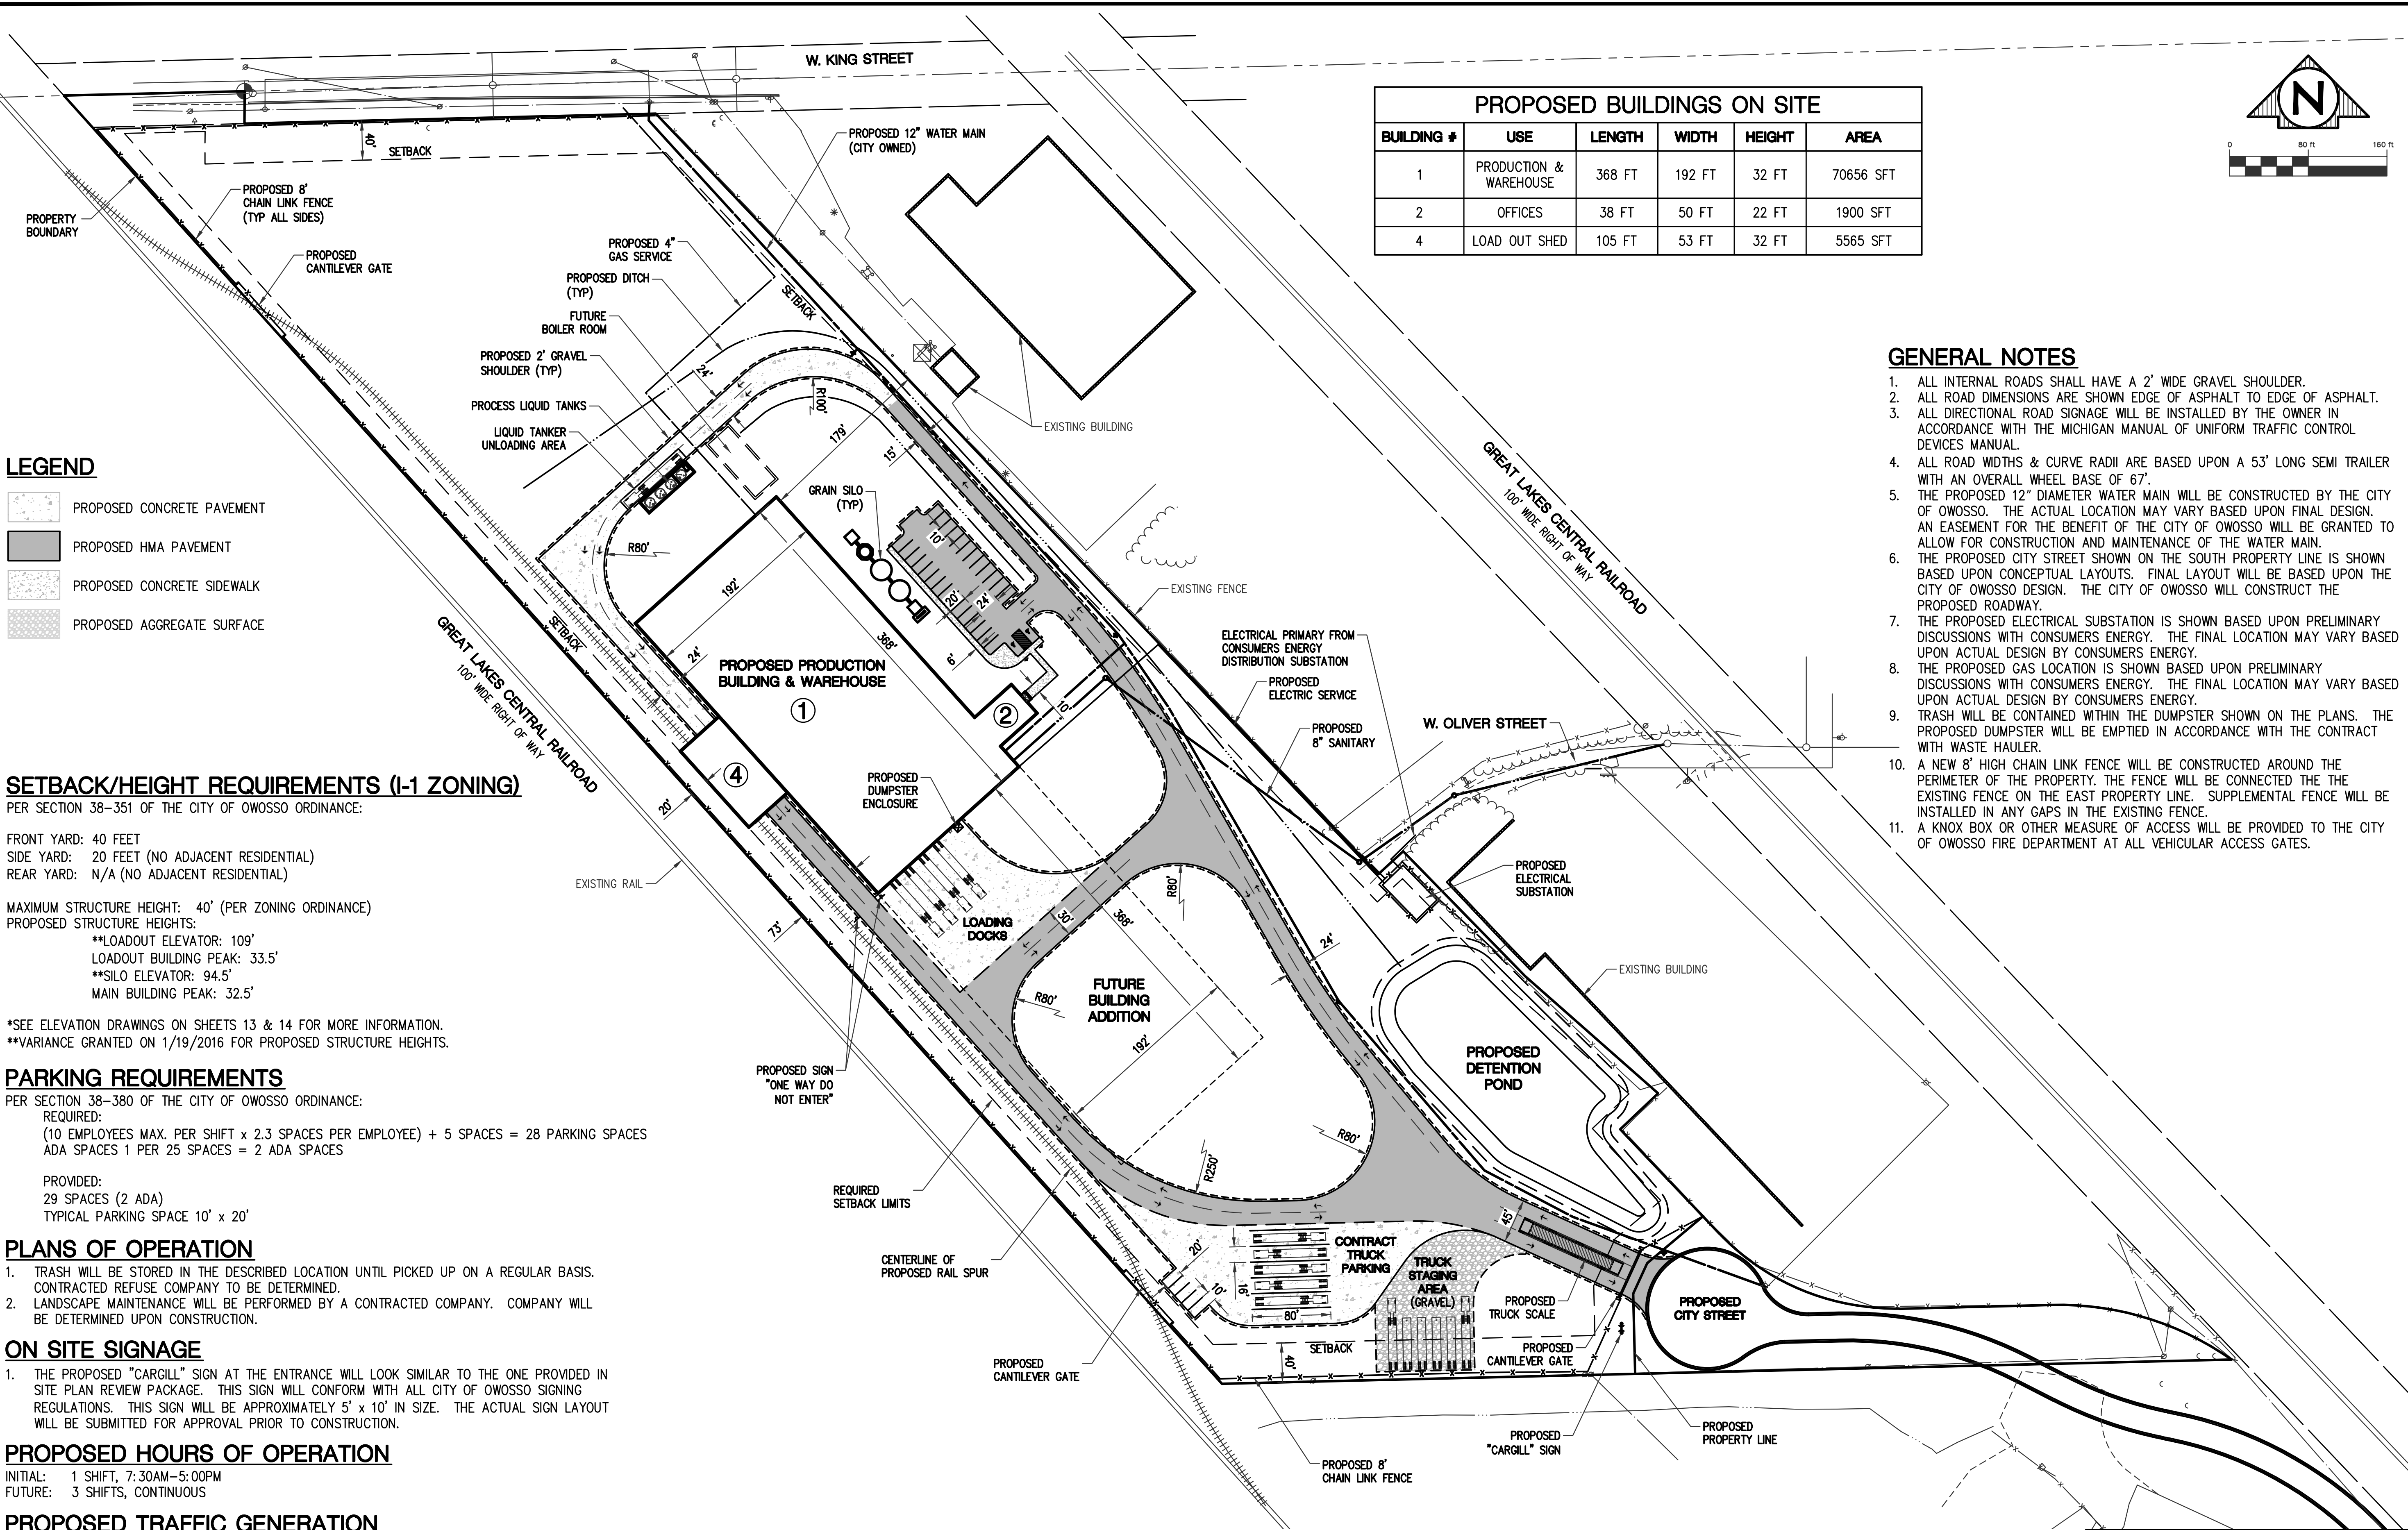 W. KING STREET
40'
SETBACK
PROPOSED 12" WATER MAIN
(CITY OWNED)
PROPOSED 8'
CHAIN LINK FENCE
(TYP ALL SIDES)
PROPERTY
BOUNDARY
PROPOSED
CANTILEVER GATE
PROPOSED 4"
GAS SERVICE
PROPOSED DITCH
(TYP)
FUTURE
BOILER ROOM
PROPOSED 2' GRAVEL
SHOULDER (TYP)
PROCESS LIQUID TANKS
LIQUID TANKER
UNLOADING AREA
SETBACK
24'
R100'
179'
15'
EXISTING BUILDING
GRAIN SILO
(TYP)
10'
R80'
192'
20'
24'
368'
6'
24'
SETBACK
GREAT LAKES CENTRAL RAILROAD
100' WIDE RIGHT OF WAY
PROPOSED PRODUCTION
BUILDING & WAREHOUSE
1
2
10'
4
20'
EXISTING FENCE
ELECTRICAL PRIMARY FROM
CONSUMERS ENERGY
DISTRIBUTION SUBSTATION
PROPOSED
ELECTRIC SERVICE
PROPOSED
8" SANITARY
W. OLIVER STREET
GREAT LAKES CENTRAL RAILROAD
100' WIDE RIGHT OF WAY
PROPOSED
DUMPSTER
ENCLOSURE
EXISTING RAIL
73'
LOADING
DOCKS
30'
R80'
368'
24'
PROPOSED
ELECTRICAL
SUBSTATION
EXISTING BUILDING
FUTURE
BUILDING
ADDITION
R80'
192'
PROPOSED
DETENTION
POND
PROPOSED SIGN
"ONE WAY DO
NOT ENTER"
R80'
R250'
REQUIRED
SETBACK LIMITS
CENTERLINE OF
PROPOSED RAIL SPUR
45'
20'
10'
16'
80'
CONTRACT
TRUCK
PARKING
TRUCK
STAGING
AREA
(GRAVEL)
PROPOSED
TRUCK SCALE
PROPOSED
CITY STREET
PROPOSED
CANTILEVER GATE
SETBACK
40'
PROPOSED
CANTILEVER GATE
PROPOSED
"CARGILL" SIGN
PROPOSED
PROPERTY LINE
PROPOSED 8'
CHAIN LINK FENCE
PROPOSED BUILDINGS ON SITE
BUILDING # USE LENGTH WIDTH HEIGHT AREA
1 PRODUCTION & WAREHOUSE 368 FT 192 FT 32 FT 70656 SFT
2 OFFICES 38 FT 50 FT 22 FT 1900 SFT
4 LOAD OUT SHED 105 FT 53 FT 32 FT 5565 SFT
N
0 80 ft 160 ft
GENERAL NOTES
1. ALL INTERNAL ROADS SHALL HAVE A 2' WIDE GRAVEL SHOULDER.
2. ALL ROAD DIMENSIONS ARE SHOWN EDGE OF ASPHALT TO EDGE OF ASPHALT.
3. ALL DIRECTIONAL ROAD SIGNAGE WILL BE INSTALLED BY THE OWNER IN
ACCORDANCE WITH THE MICHIGAN MANUAL OF UNIFORM TRAFFIC CONTROL
DEVICES MANUAL.
4. ALL ROAD WIDTHS & CURVE RADII ARE BASED UPON A 53' LONG SEMI TRAILER
WITH AN OVERALL WHEEL BASE OF 67'.
5. THE PROPOSED 12" DIAMETER WATER MAIN WILL BE CONSTRUCTED BY THE CITY
OF OWOSSO. THE ACTUAL LOCATION MAY VARY BASED UPON FINAL DESIGN.
AN EASEMENT FOR THE BENEFIT OF THE CITY OF OWOSSO WILL BE GRANTED TO
ALLOW FOR CONSTRUCTION AND MAINTENANCE OF THE WATER MAIN.
6. THE PROPOSED CITY STREET SHOWN ON THE SOUTH PROPERTY LINE IS SHOWN
BASED UPON CONCEPTUAL LAYOUTS. FINAL LAYOUT WILL BE BASED UPON THE
CITY OF OWOSSO DESIGN. THE CITY OF OWOSSO WILL CONSTRUCT THE
PROPOSED ROADWAY.
7. THE PROPOSED ELECTRICAL SUBSTATION IS SHOWN BASED UPON PRELIMINARY
DISCUSSIONS WITH CONSUMERS ENERGY. THE FINAL LOCATION MAY VARY BASED
UPON ACTUAL DESIGN BY CONSUMERS ENERGY.
8. THE PROPOSED GAS LOCATION IS SHOWN BASED UPON PRELIMINARY
DISCUSSIONS WITH CONSUMERS ENERGY. THE FINAL LOCATION MAY VARY BASED
UPON ACTUAL DESIGN BY CONSUMERS ENERGY.
9. TRASH WILL BE CONTAINED WITHIN THE DUMPSTER SHOWN ON THE PLANS. THE
PROPOSED DUMPSTER WILL BE EMPTIED IN ACCORDANCE WITH THE CONTRACT
WITH WASTE HAULER.
10. A NEW 8' HIGH CHAIN LINK FENCE WILL BE CONSTRUCTED AROUND THE
PERIMETER OF THE PROPERTY. THE FENCE WILL BE CONNECTED THE THE
EXISTING FENCE ON THE EAST PROPERTY LINE. SUPPLEMENTAL FENCE WILL BE
INSTALLED IN ANY GAPS IN THE EXISTING FENCE.
11. A KNOX BOX OR OTHER MEASURE OF ACCESS WILL BE PROVIDED TO THE CITY
OF OWOSSO FIRE DEPARTMENT AT ALL VEHICULAR ACCESS GATES.
LEGEND
PROPOSED CONCRETE PAVEMENT
PROPOSED HMA PAVEMENT
PROPOSED CONCRETE SIDEWALK
PROPOSED AGGREGATE SURFACE
SETBACK/HEIGHT REQUIREMENTS (I-1 ZONING)
PER SECTION 38-351 OF THE CITY OF OWOSSO ORDINANCE:
FRONT YARD: 40 FEET
SIDE YARD: 20 FEET (NO ADJACENT RESIDENTIAL)
REAR YARD: N/A (NO ADJACENT RESIDENTIAL)
MAXIMUM STRUCTURE HEIGHT: 40' (PER ZONING ORDINANCE)
PROPOSED STRUCTURE HEIGHTS:
**LOADOUT ELEVATOR: 109'
LOADOUT BUILDING PEAK: 33.5'
**SILO ELEVATOR: 94.5'
MAIN BUILDING PEAK: 32.5'
*SEE ELEVATION DRAWINGS ON SHEETS 13 & 14 FOR MORE INFORMATION.
**VARIANCE GRANTED ON 1/19/2016 FOR PROPOSED STRUCTURE HEIGHTS.
PARKING REQUIREMENTS
PER SECTION 38-380 OF THE CITY OF OWOSSO ORDINANCE:
REQUIRED:
(10 EMPLOYEES MAX. PER SHIFT x 2.3 SPACES PER EMPLOYEE) + 5 SPACES = 28 PARKING SPACES
ADA SPACES 1 PER 25 SPACES = 2 ADA SPACES
PROVIDED:
29 SPACES (2 ADA)
TYPICAL PARKING SPACE 10' x 20'
PLANS OF OPERATION
1. TRASH WILL BE STORED IN THE DESCRIBED LOCATION UNTIL PICKED UP ON A REGULAR BASIS.
CONTRACTED REFUSE COMPANY TO BE DETERMINED.
2. LANDSCAPE MAINTENANCE WILL BE PERFORMED BY A CONTRACTED COMPANY. COMPANY WILL
BE DETERMINED UPON CONSTRUCTION.
ON SITE SIGNAGE
1. THE PROPOSED "CARGILL" SIGN AT THE ENTRANCE WILL LOOK SIMILAR TO THE ONE PROVIDED IN
SITE PLAN REVIEW PACKAGE. THIS SIGN WILL CONFORM WITH ALL CITY OF OWOSSO SIGNING
REGULATIONS. THIS SIGN WILL BE APPROXIMATELY 5' x 10' IN SIZE. THE ACTUAL SIGN LAYOUT
WILL BE SUBMITTED FOR APPROVAL PRIOR TO CONSTRUCTION.
PROPOSED HOURS OF OPERATION
INITIAL: 1 SHIFT, 7:30AM-5:00PM
FUTURE: 3 SHIFTS, CONTINUOUS
PROPOSED TRAFFIC GENERATION